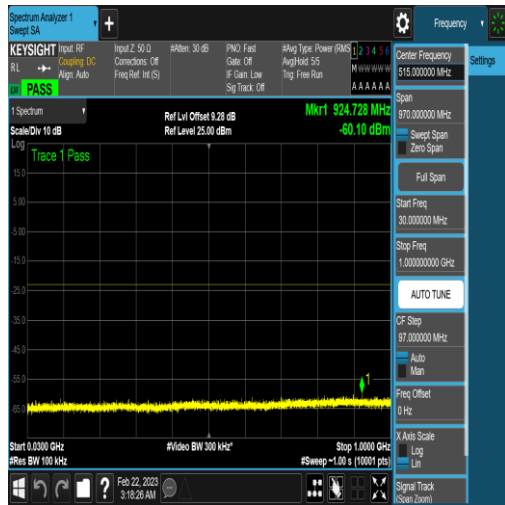 Spectrum Analyzer 1
Swept SA
Frequency
KEYSIGHT
RL
Input: RF
Coupling: DC
Align: Auto
PASS
Input Z: 50 Ω
Corrections: Off
Freq Ref: Int (S)
#Atten: 30 dB
PNO: Fast
Gate: Off
IF Gain: Low
Sig Track: Off
#Avg Type: Power (RMS
Avg|Hold: 5/5
Trig: Free Run
1 2 3 4 5 6
M W W W W W
A A A A A A
1 Spectrum
Scale/Div 10 dB
Ref Lvl Offset 9.28 dB
Ref Level 25.00 dBm
Mkr1 924.728 MHz
-60.10 dBm
Log
Trace 1 Pass
15.0
5.00
-5.00
-15.0
-25.0
-35.0
-45.0
-55.0
-65.0
1
Start 0.0300 GHz
#Res BW 100 kHz
#Video BW 300 kHz*
Stop 1.0000 GHz
#Sweep ~1.00 s (10001 pts)
Center Frequency
515.000000 MHz
Settings
Span
970.000000 MHz
Swept Span
Zero Span
Full Span
Start Freq
30.000000 MHz
Stop Freq
1.000000000 GHz
AUTO TUNE
CF Step
97.000000 MHz
Auto
Man
Freq Offset
0 Hz
X Axis Scale
Log
Lin
Signal Track
(Span Zoom)
Feb 22, 2023
3:18:26 AM